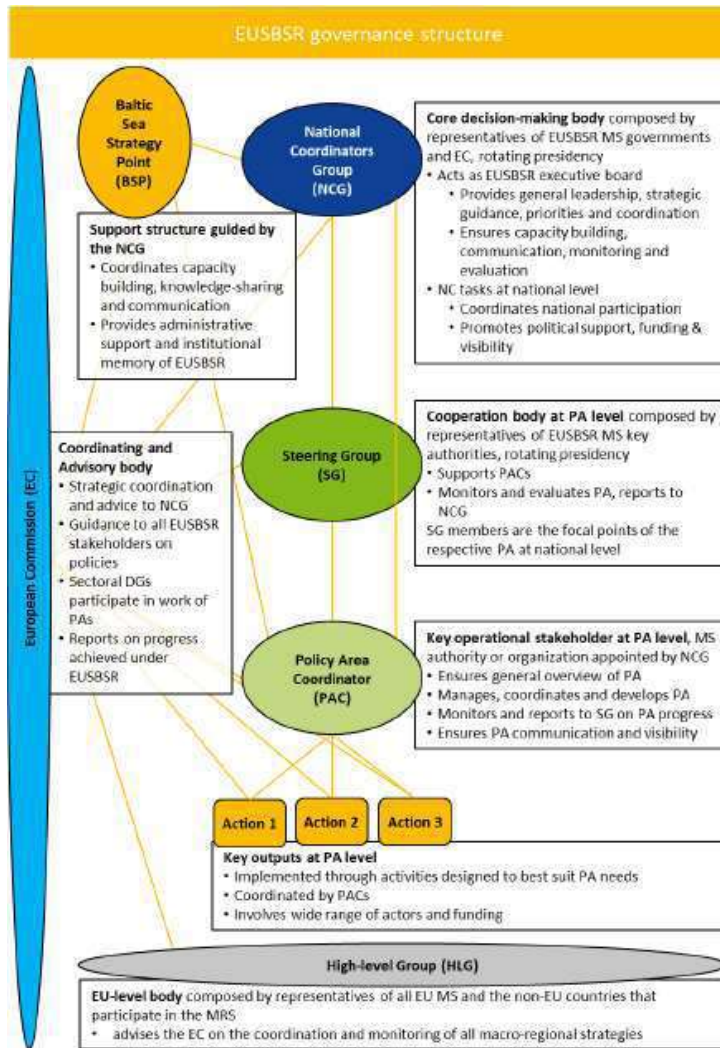 EUSBSR governance structure
European Commission (EC)
Baltic
Sea
Strategy
Point
(BSP)
National
Coordinators
Group
(NCG)
Core decision-making body composed by
representatives of EUSBSR MS governments
and EC, rotating presidency
• Acts as EUSBSR executive board
• Provides general leadership, strategic
guidance, priorities and coordination
• Ensures capacity building,
communication, monitoring and
evaluation
• NC tasks at national level
• Coordinates national participation
• Promotes political support, funding &
visibility
Support structure guided by
the NCG
• Coordinates capacity
building, knowledge-sharing
and communication
• Provides administrative
support and institutional
memory of EUSBSR
Steering Group
(SG)
Cooperation body at PA level composed by
representatives of EUSBSR MS key
authorities, rotating presidency
• Supports PACs
• Monitors and evaluates PA, reports to
NCG
SG members are the focal points of the
respective PA at national level
Coordinating and
Advisory body
• Strategic coordination
and advice to NCG
• Guidance to all EUSBSR
stakeholders on
policies
• Sectoral DGs
participate in work of
PAs
• Reports on progress
achieved under
EUSBSR
Policy Area
Coordinator
(PAC)
Key operational stakeholder at PA level, MS
authority or organization appointed by NCG
• Ensures general overview of PA
• Manages, coordinates and develops PA
• Monitors and reports to SG on PA progress
• Ensures PA communication and visibility
Action 1
Action 2
Action 3
Key outputs at PA level
• Implemented through activities designed to best suit PA needs
• Coordinated by PACs
• Involves wide range of actors and funding
High-level Group (HLG)
EU-level body composed by representatives of all EU MS and the non-EU countries that
participate in the MRS
• advises the EC on the coordination and monitoring of all macro-regional strategies